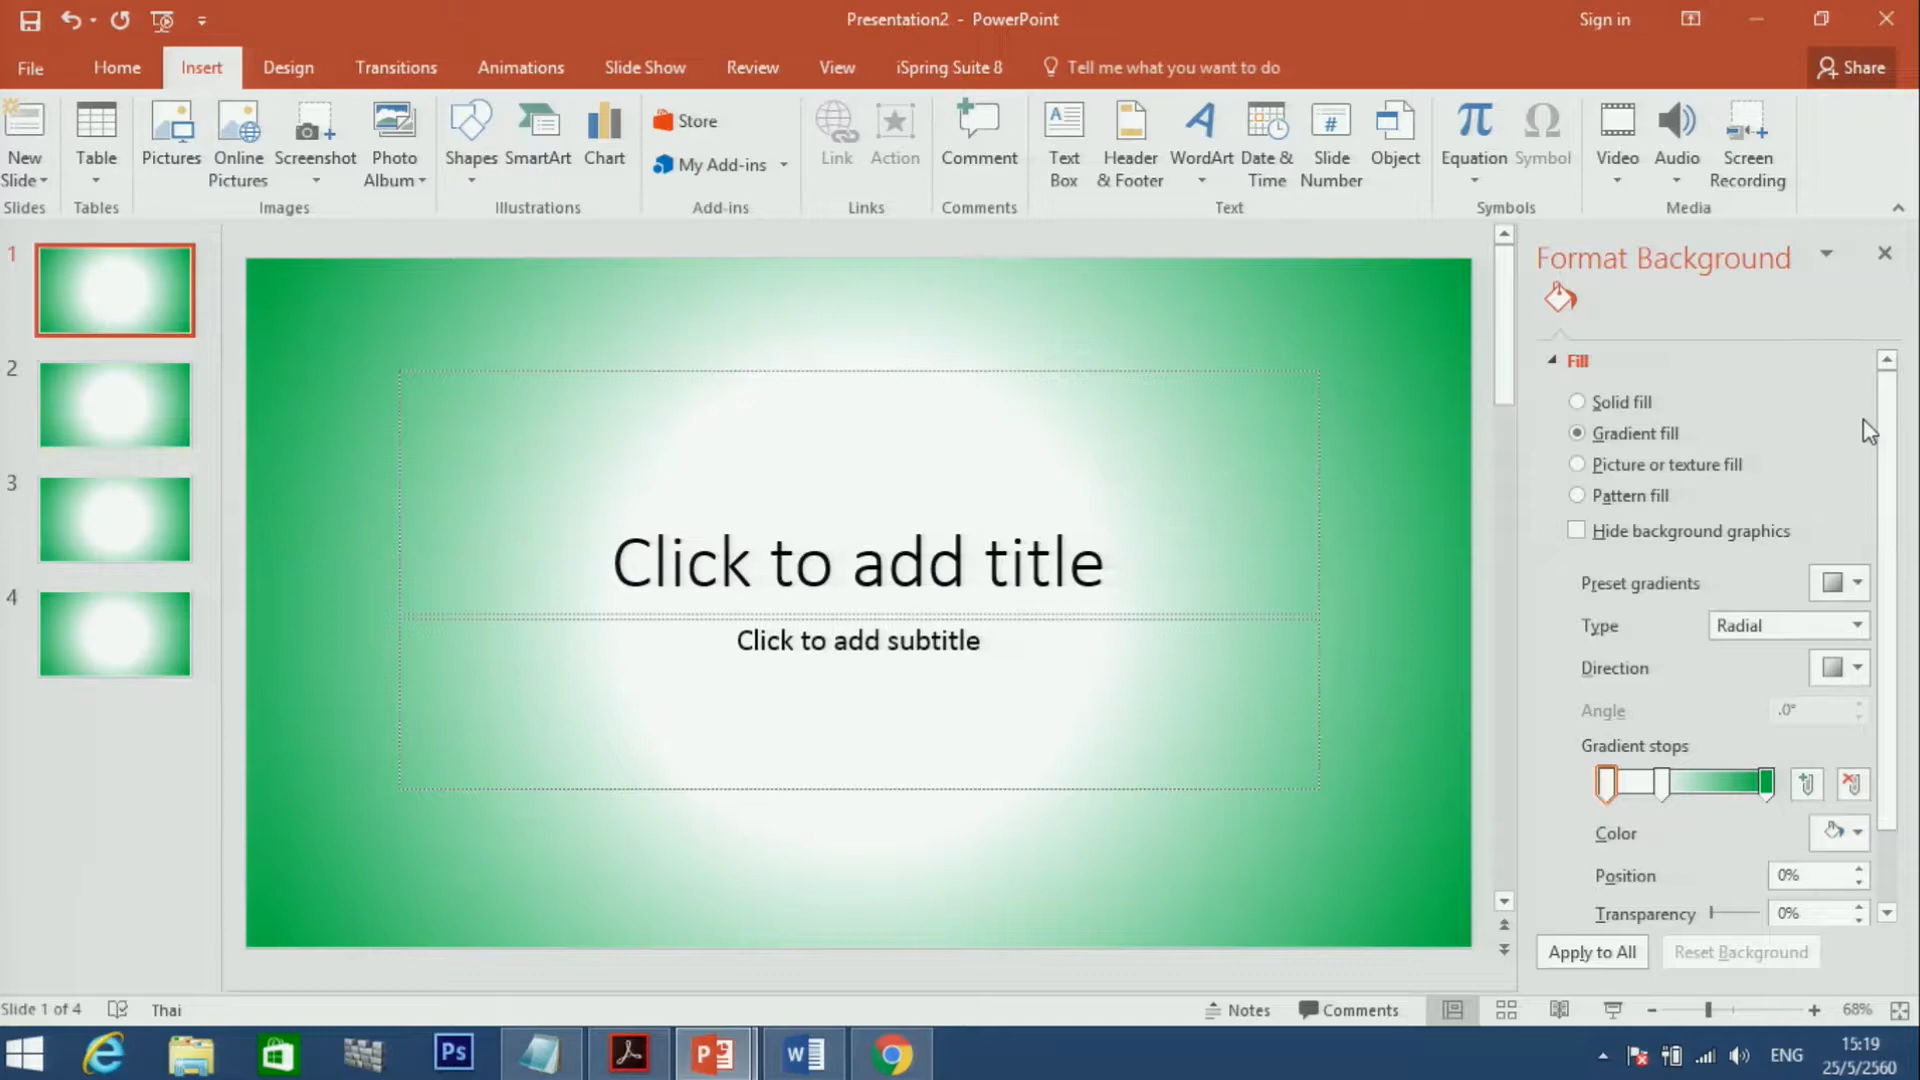 Presentation2 - PowerPoint
Sign in
File
Home
Insert
Design
Transitions
Animations
Slide Show
Review
View
iSpring Suite 8
Tell me what you want to do
Share
New
Slide
Table
Pictures
Online
Pictures
Screenshot
Photo
Album
Shapes
SmartArt
Chart
Store
My Add-ins
Link
Action
Comment
Text
Box
Header
& Footer
WordArt
Date &
Time
Slide
Number
Object
Equation
Symbol
Video
Audio
Screen
Recording
Slides
Tables
Images
Illustrations
Add-ins
Links
Comments
Text
Symbols
Media
1
2
3
4
Click to add title
Click to add subtitle
Format Background
Fill
Solid fill
Gradient fill
Picture or texture fill
Pattern fill
Hide background graphics
Preset gradients
Type
Radial
Direction
Angle
.0°
Gradient stops
Color
Position
0%
Transparency
0%
Apply to All
Reset Background
Slide 1 of 4
Thai
Notes
Comments
68%
Ps
P
W
ENG
15:19
25/5/2560